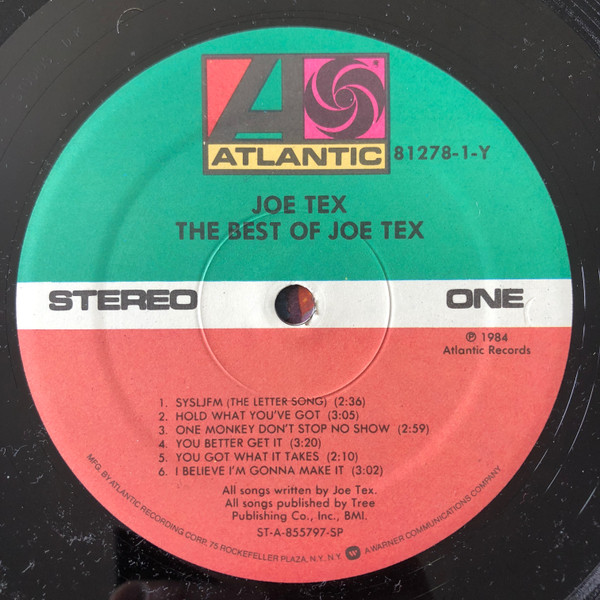 ATLANTIC
81278-1-Y
JOE TEX
THE BEST OF JOE TEX
STEREO
ONE
℗ 1984
Atlantic Records
1. SYSLJFM (THE LETTER SONG) (2:36)
2. HOLD WHAT YOU'VE GOT (3:05)
3. ONE MONKEY DON'T STOP NO SHOW (2:59)
4. YOU BETTER GET IT (3:20)
5. YOU GOT WHAT IT TAKES (2:10)
6. I BELIEVE I'M GONNA MAKE IT (3:02)
All songs written by Joe Tex.
All songs published by Tree
Publishing Co., Inc., BMI.
ST-A-855797-SP
MFG. BY ATLANTIC RECORDING CORP. 75 ROCKEFELLER PLAZA, N.Y. N.Y. W A WARNER COMMUNICATIONS COMPANY